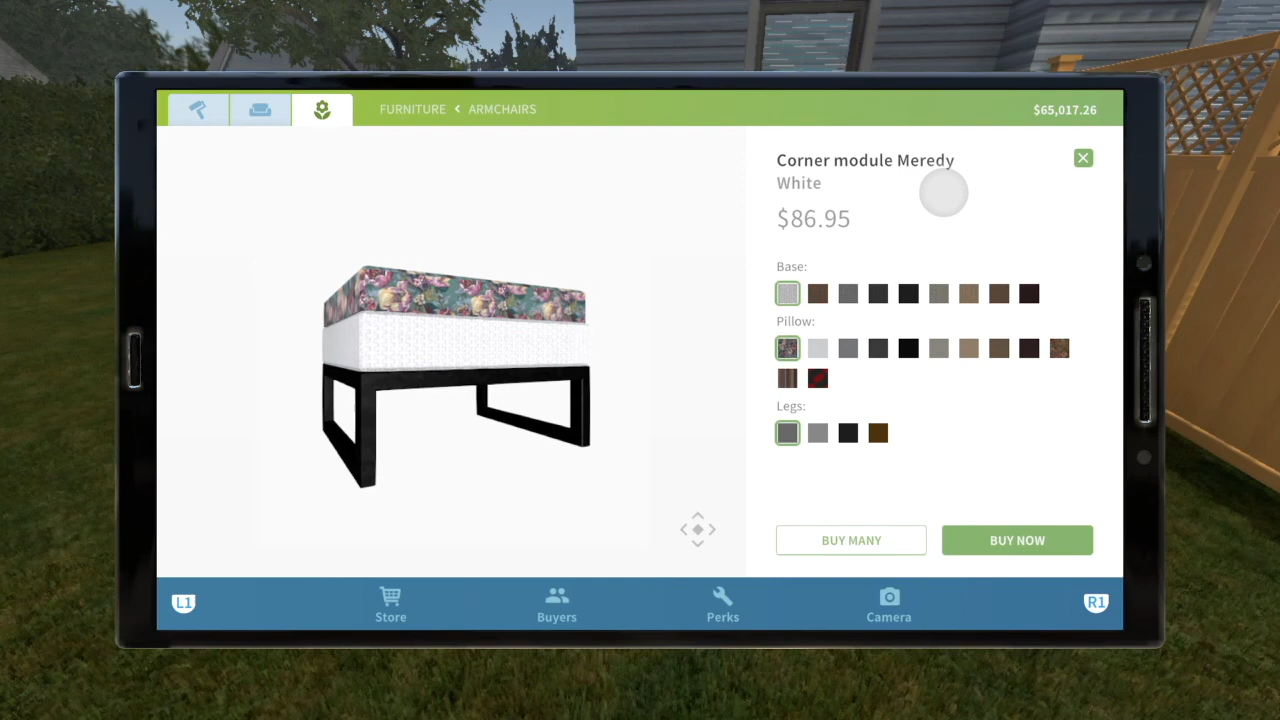 FURNITURE < ARMCHAIRS
$65,017.26
Corner module Meredy
White
$86.95
Base:
Pillow:
Legs:
BUY MANY
BUY NOW
L1
Store
Buyers
Perks
Camera
R1